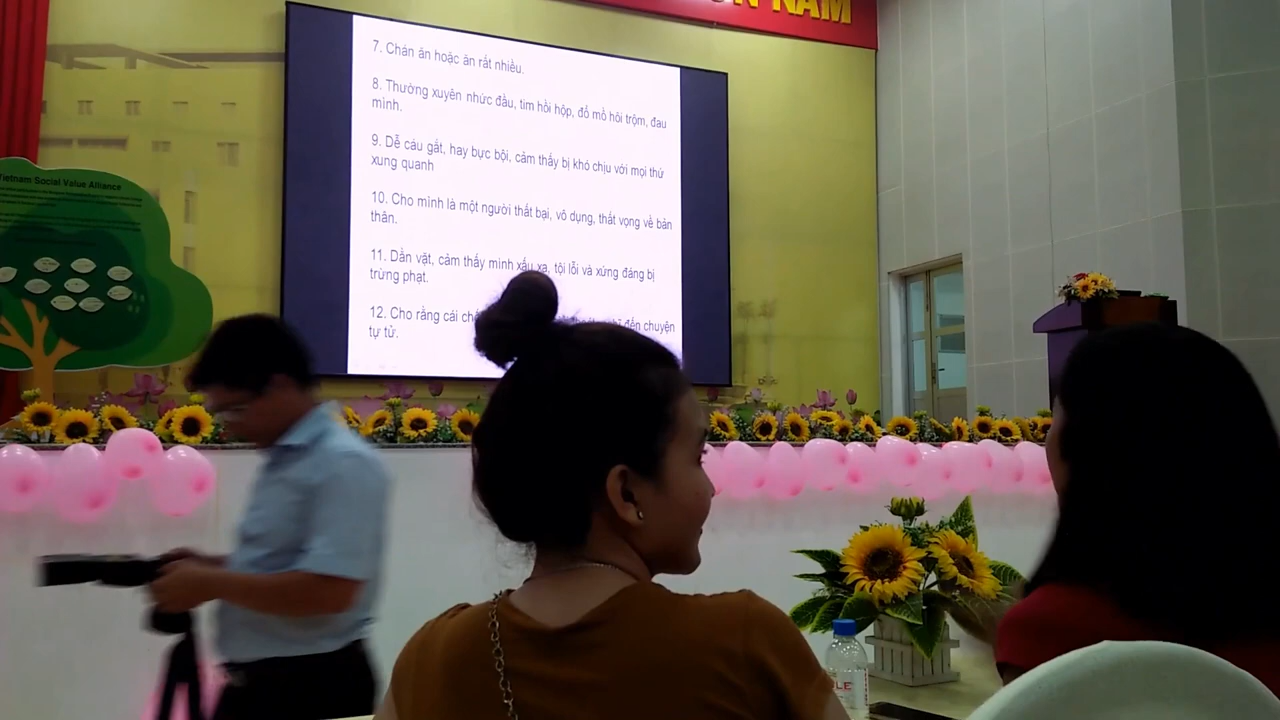 NAM
7. Chán ăn hoặc ăn rất nhiều.
8. Thường xuyên nhức đầu, tim hồi hộp, đổ mồ hôi trộm, đau
mình.
9. Dễ cáu gắt, hay bực bội, cảm thấy bị khó chịu với mọi thứ
xung quanh
10. Cho mình là một người thất bại, vô dụng, thất vọng về bản
thân.
11. Dằn vặt, cảm thấy mình xấu xa, tội lỗi và xứng đáng bị
trừng phạt.
12. Cho rằng cái đến chuyện
tự tử.
Vietnam Social Value Alliance